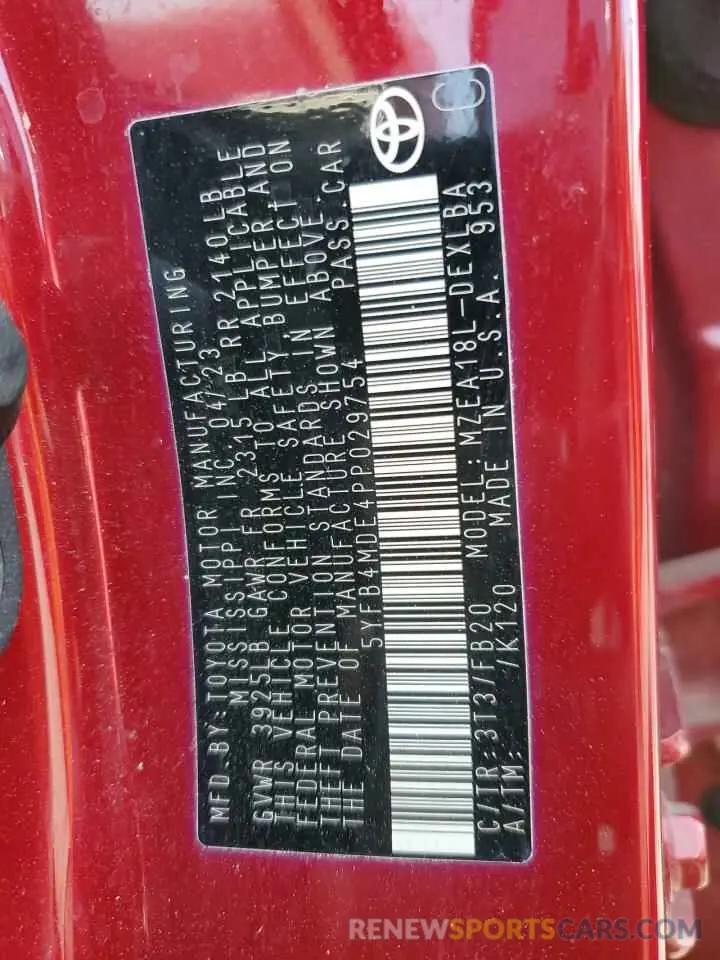 MFD. BY: TOYOTA MOTOR MANUFACTURING
MISSISSIPPI INC 04/23
GVWR 3925LB GAWR FR 2315 LB RR 2140LB
THIS VEHICLE CONFORMS TO ALL APPLICABLE
FEDERAL MOTOR VEHICLE SAFETY, BUMPER, AND
THEFT PREVENTION STANDARDS IN EFFECT ON
THE DATE OF MANUFACTURE SHOWN ABOVE.
5YFB4MDE4PP029754 PASS.CAR
C/TR: 3T3/FB20 MODEL: MZEA18L-DEXLBA
A/TM: /K120 MADE IN U.S.A. 953
C
RENEWSPORTSCARS.COM